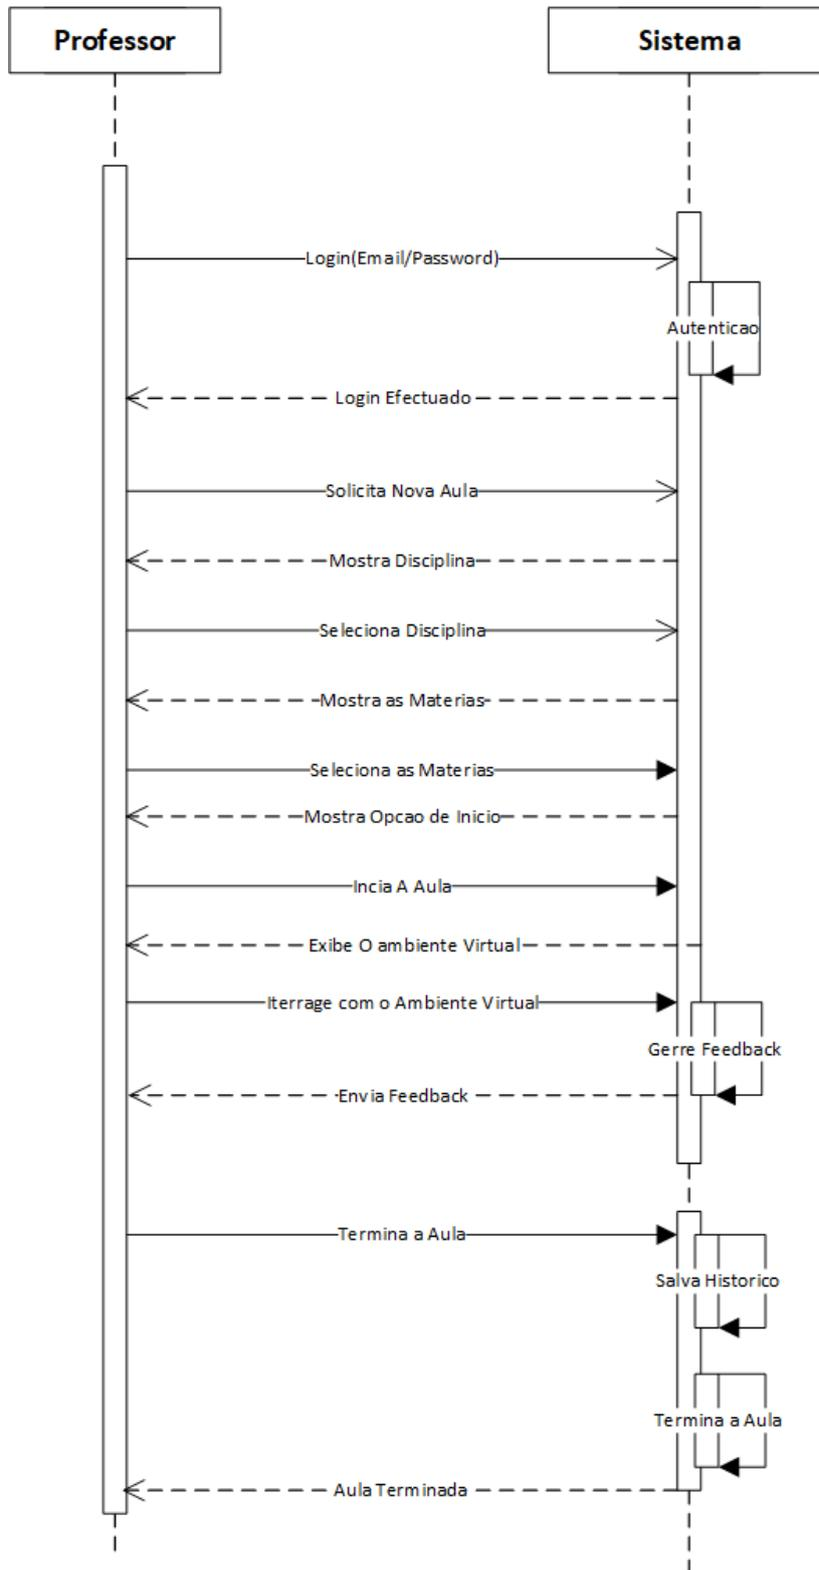 Professor
Sistema
Login(Email/Password)
Autenticao
Login Efectuado
Solicita Nova Aula
Mostra Disciplina
Seleciona Disciplina
Mostra as Materias
Seleciona as Materias
Mostra Opcao de Inicio
Incia A Aula
Exibe O ambiente Virtual
Iterrage com o Ambiente Virtual
Gerre Feedback
Envia Feedback
Termina a Aula
Salva Historico
Termina a Aula
Aula Terminada